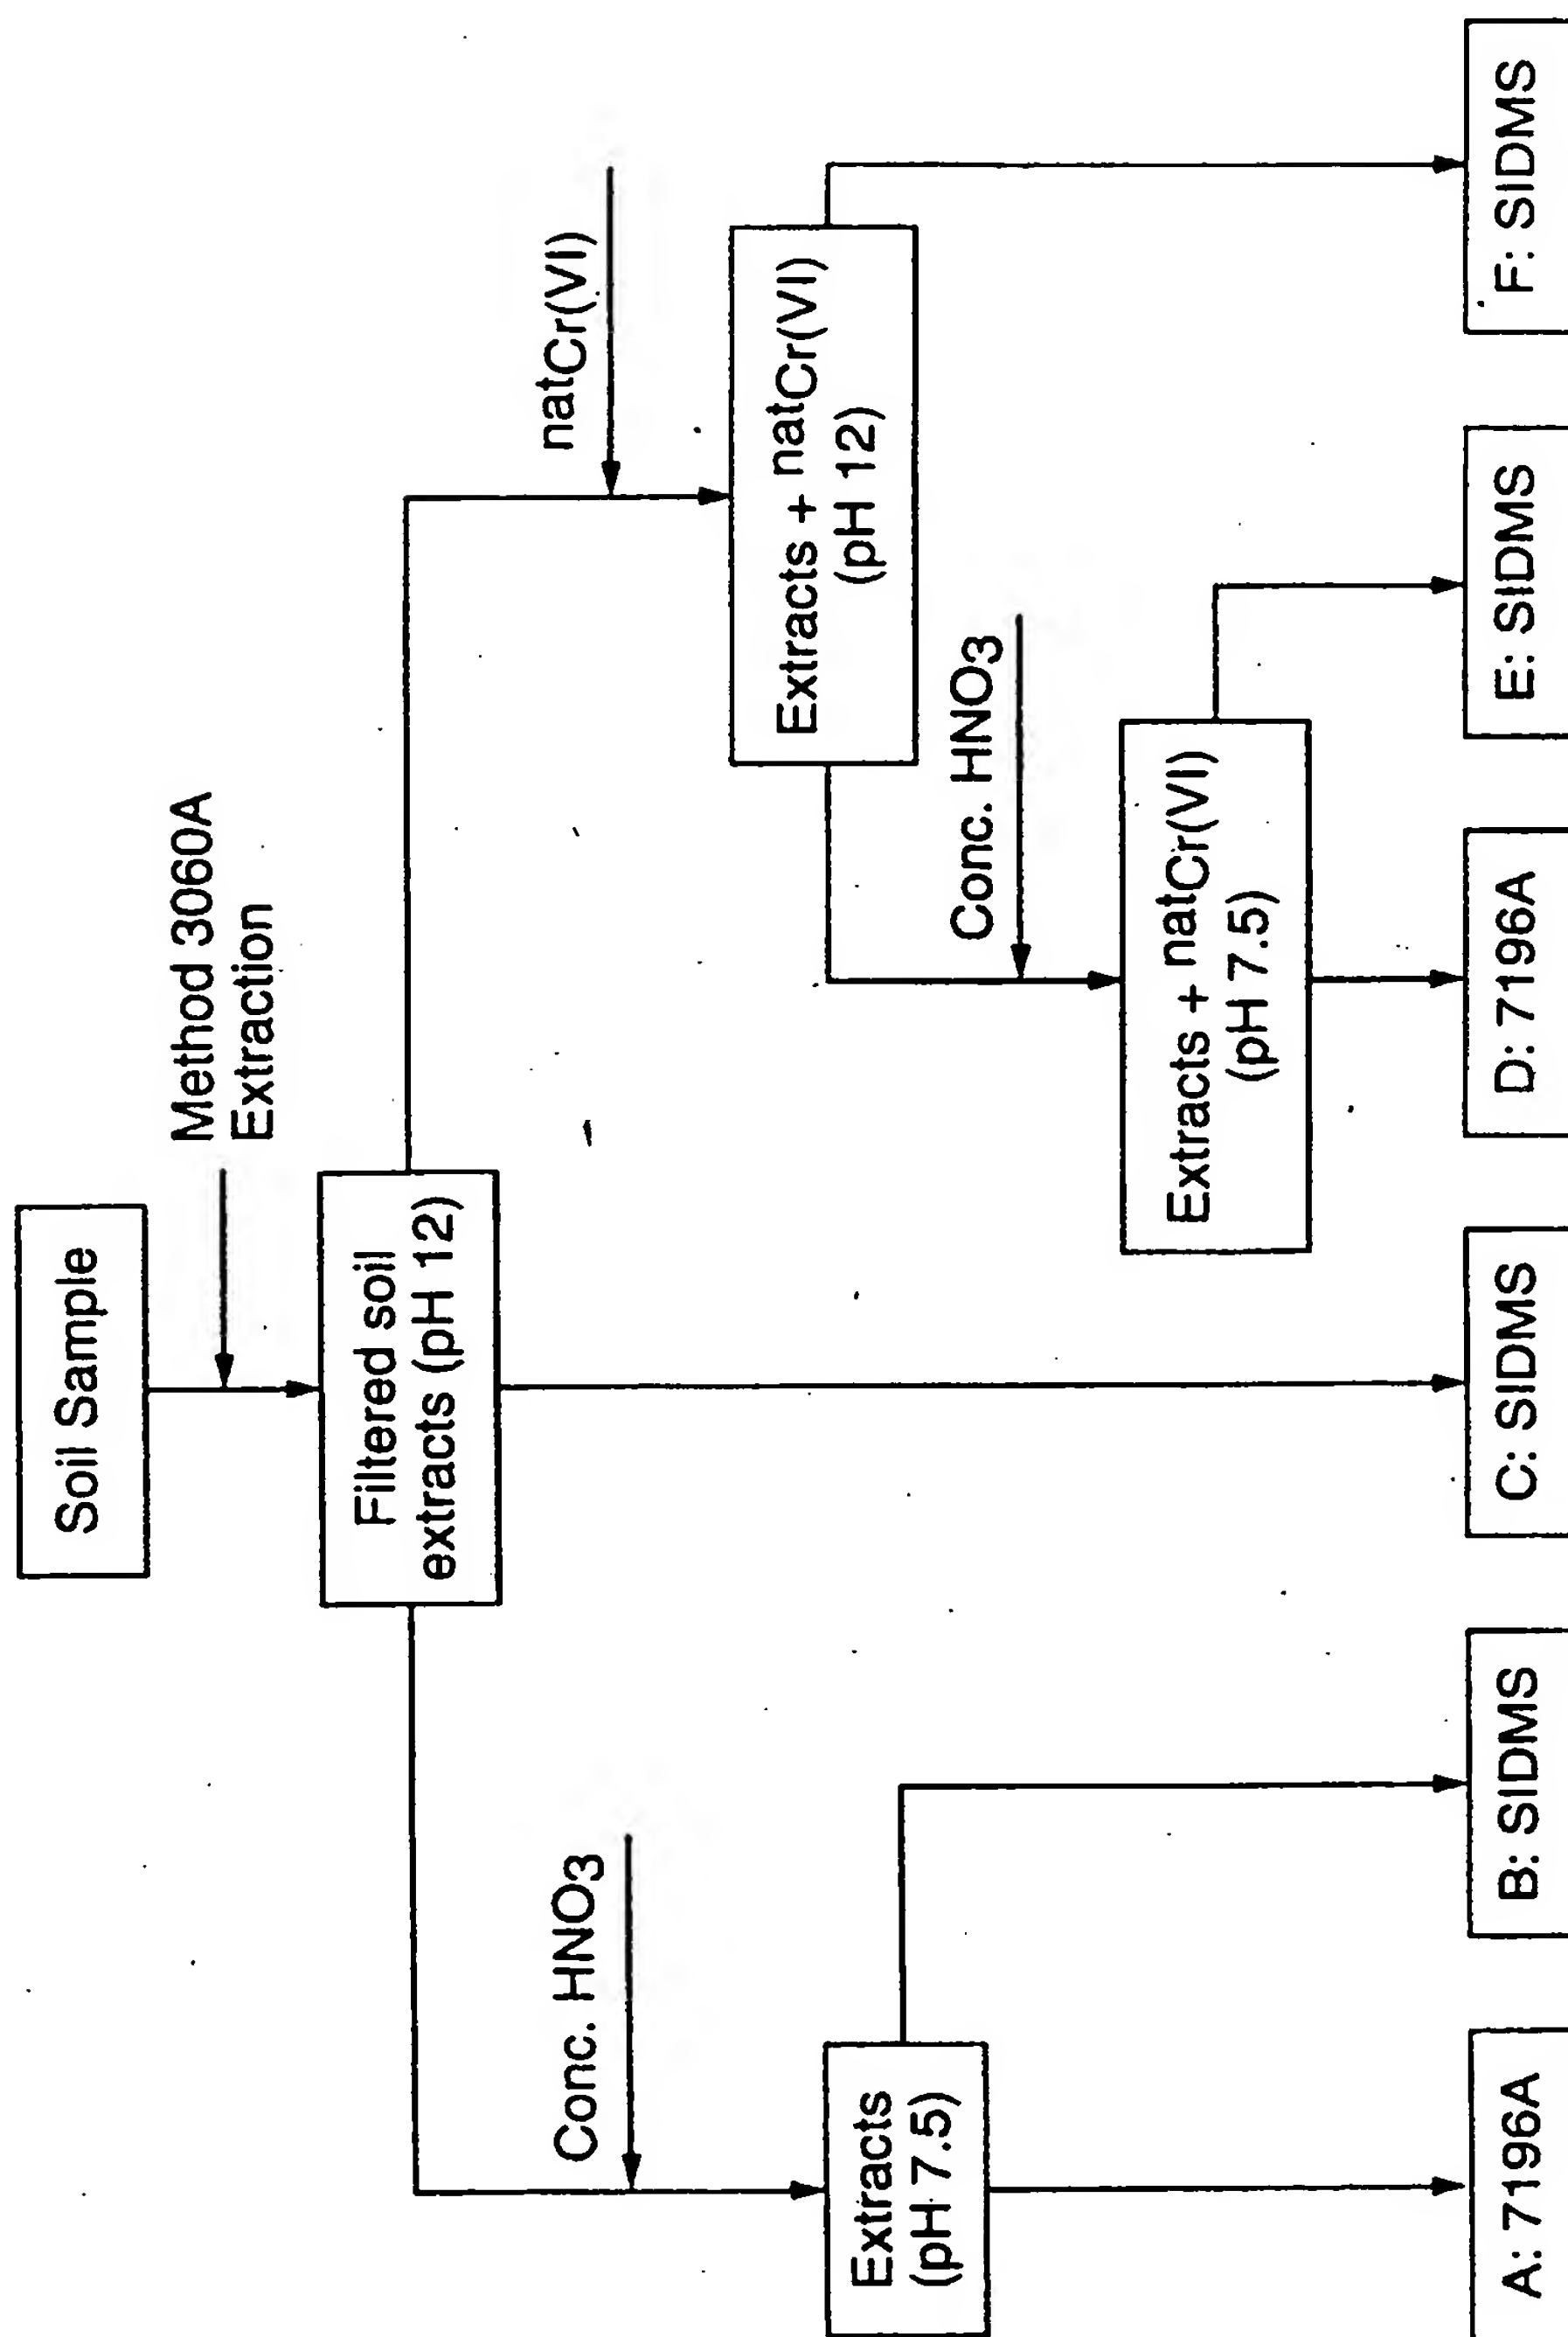 Soil Sample
Method 3060A
Extraction
Filtered soil
extracts (pH 12)
natCr(VI)
Conc. HNO3
Extracts + natCr(VI)
(pH 12)
Conc. HNO3
Extracts
(pH 7.5)
Extracts + natCr(VI)
(pH 7.5)
A: 7196A
B: SIDMS
C: SIDMS
D: 7196A
E: SIDMS
F: SIDMS